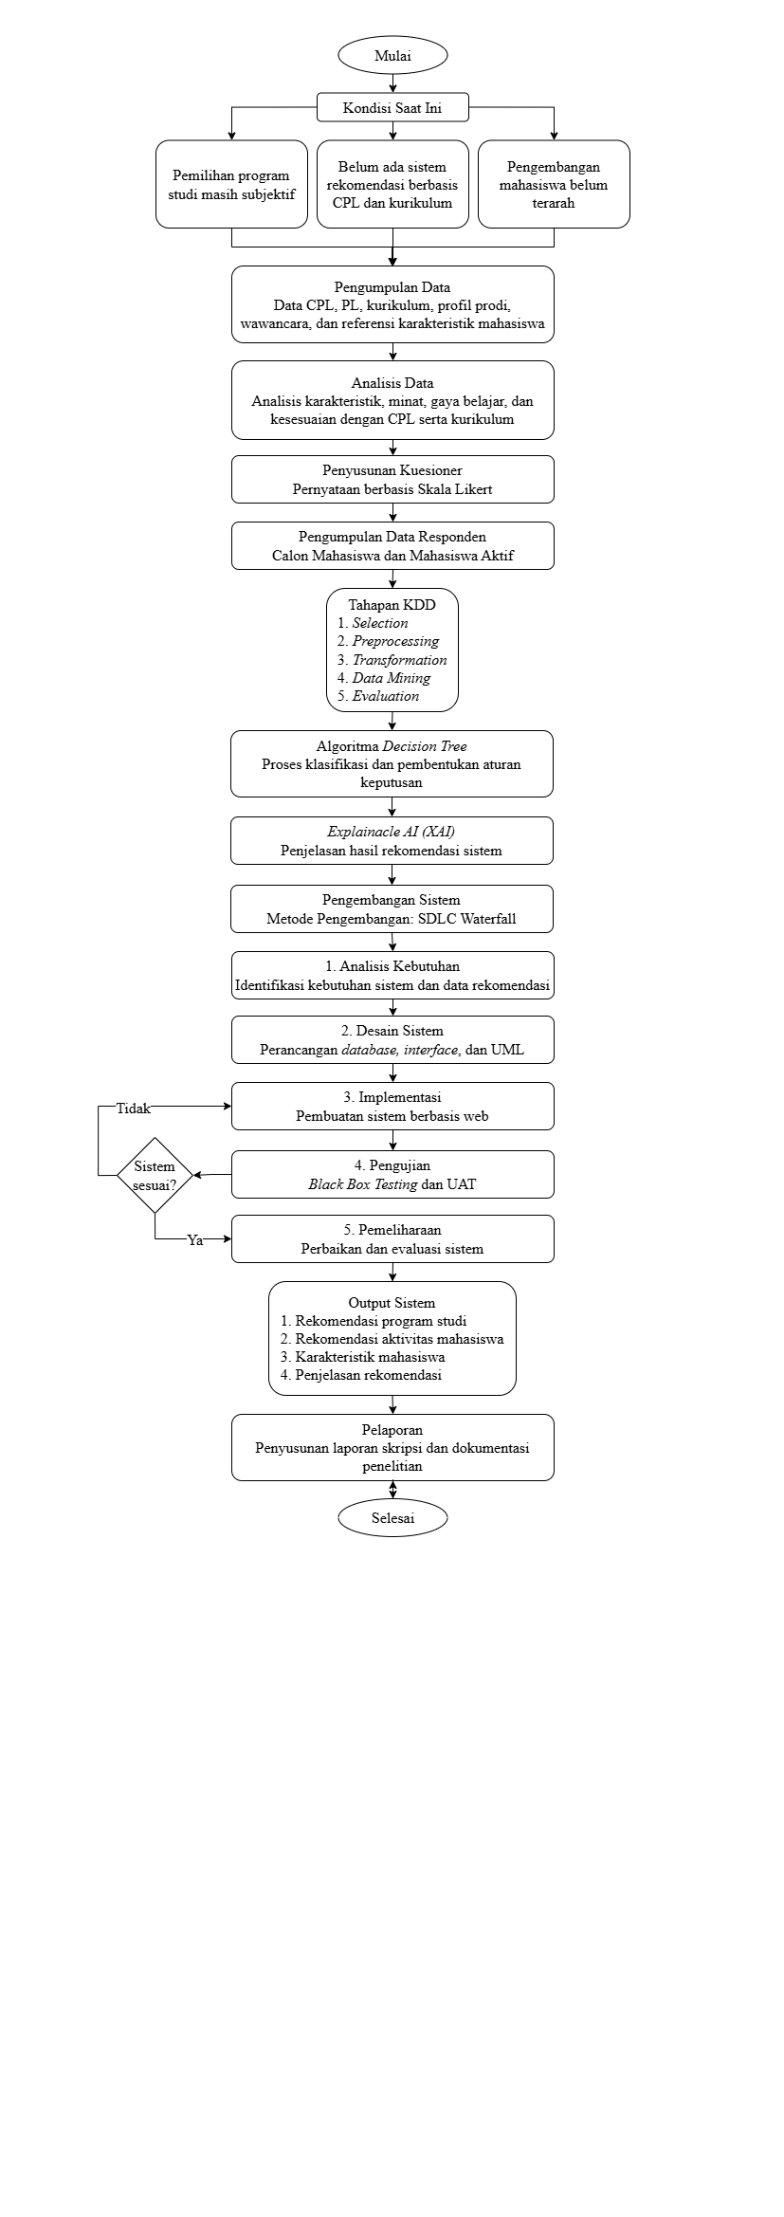 Mulai
Kondisi Saat Ini
Pemilihan program
studi masih subjektif
Belum ada sistem
rekomendasi berbasis
CPL dan kurikulum
Pengembangan
mahasiswa belum
terarah
Pengumpulan Data
Data CPL, PL, kurikulum, profil prodi,
wawancara, dan referensi karakteristik mahasiswa
Analisis Data
Analisis karakteristik, minat, gaya belajar, dan
kesesuaian dengan CPL serta kurikulum
Penyusunan Kuesioner
Pernyataan berbasis Skala Likert
Pengumpulan Data Responden
Calon Mahasiswa dan Mahasiswa Aktif
Tahapan KDD
1. Selection
2. Preprocessing
3. Transformation
4. Data Mining
5. Evaluation
Algoritma Decision Tree
Proses klasifikasi dan pembentukan aturan
keputusan
Explainacle AI (XAI)
Penjelasan hasil rekomendasi sistem
Pengembangan Sistem
Metode Pengembangan: SDLC Waterfall
1. Analisis Kebutuhan
Identifikasi kebutuhan sistem dan data rekomendasi
2. Desain Sistem
Perancangan database, interface, dan UML
3. Implementasi
Pembuatan sistem berbasis web
Tidak
4. Pengujian
Black Box Testing dan UAT
Sistem
sesuai?
Ya
5. Pemeliharaan
Perbaikan dan evaluasi sistem
Output Sistem
1. Rekomendasi program studi
2. Rekomendasi aktivitas mahasiswa
3. Karakteristik mahasiswa
4. Penjelasan rekomendasi
Pelaporan
Penyusunan laporan skripsi dan dokumentasi
penelitian
Selesai